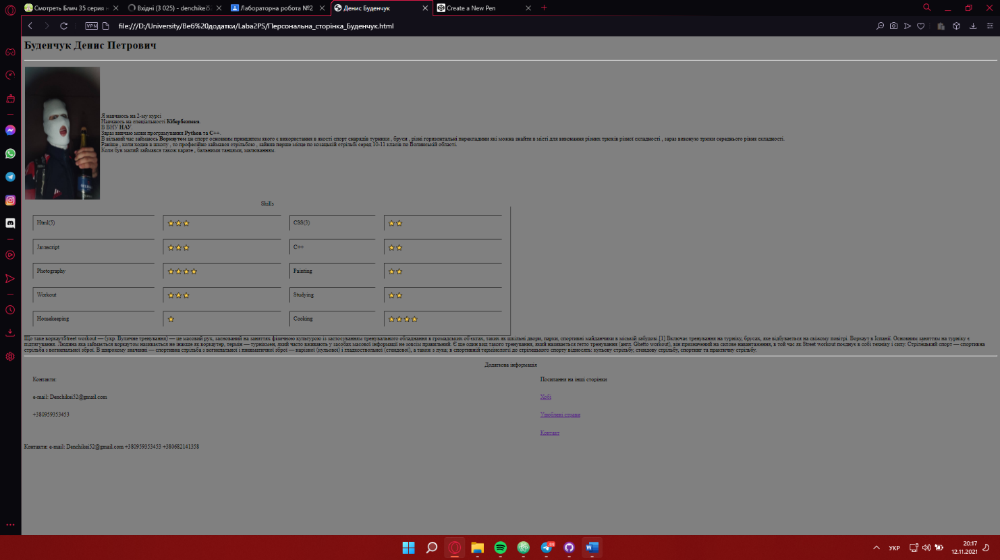 Смотреть Блич 35 серия н
Вхідні (3 025) - denchikei52
Лабораторна робота №2
Денис Буденчук
Create a New Pen
VPN
file:///D:/University/Веб%20додатки/Laba2PS/Персональна_сторінка_Буденчук.html
Буденчук Денис Петрович
Я навчаюсь на 2-му курсі
Навчаюсь на спеціальності Кібербезпека.
В ВНУ НАУ.
Зараз вивчаю мови програмування Python та C++.
В вільний час займаюсь Воркаутом це спорт основним принципом якого є використання в якості спорт снарядів турники , бруси , різні горизонтальні перекладини які можна знайти в місті для виконання різних трюків різної складності , зараз виконую трюки середнього рівня складності.
Раніше , коли ходив в школу , то професійно займався стрільбою , зайняв перше місце по козацькій стрільбі серед 10-11 класів по Волинській області.
Коли був малий займався також карате , бальними танцями, малюванням.
Skills
Html(5) CSS(3)
Javascript C++
Photography Painting
Workout Studying
Housekeeping Cooking
Що таке воркаутStreet workout — (укр. Вуличне тренування) — це масовий рух, заснований на заняттях фізичною культурою із застосуванням тренувального обладнання в громадських об'єктах, таких як шкільні двори, парки, спортивні майданчики в міській забудові.[1] Включає тренування на турніку, брусах, яке відбувається на свіжому повітрі. Воркаут в Іспанії. Основним заняттям на турніку є
підтягування. Людина яка займається воркаутом називається не інакше як воркаутер, термін — турнікмен, який часто вживають у засобах масової інформації не зовсім правильний. Є ще один вид такого тренування, який називається гетто тренування (англ. Ghetto workout), він призначений на силове навантаження, в той час як Street workout поєднує в собі техніку і силу. Стрілецький спорт — спортивна
стрільба з вогнепальної зброї. В широкому значенні — спортивна стрільба з вогнепальної і пневматичної зброї — нарізної (кульової) і гладкоствольної (стендової), а також з лука; в спортивній термінології до стрілецького спорту відносять: кульову стрільбу, стендову стрільбу, спортинг та практичну стрільбу.
Додаткова інформація
Контакти: Посилання на інші сторінки
e-mail: Denchikei52@gmail.com Хобі
+380959353453 Улюблені страви
Контакт
Контакти: e-mail: Denchikei52@gmail.com +380959353453 +380682141358
99
УКР
20:17
12.11.2021